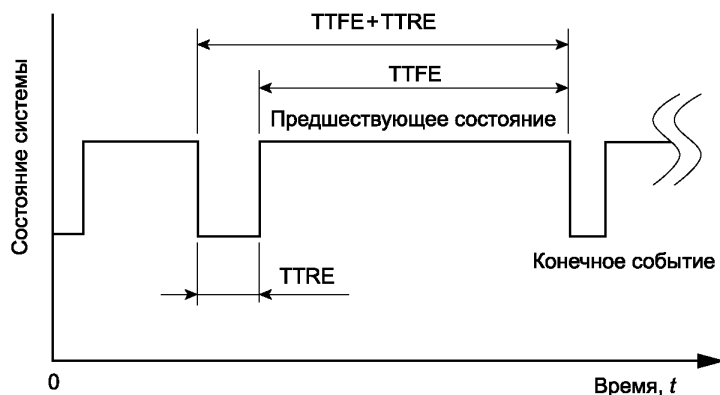 TTFE+TTRE
TTFE
Предшествующее состояние
Состояние системы
Конечное событие
TTRE
0
Время, t